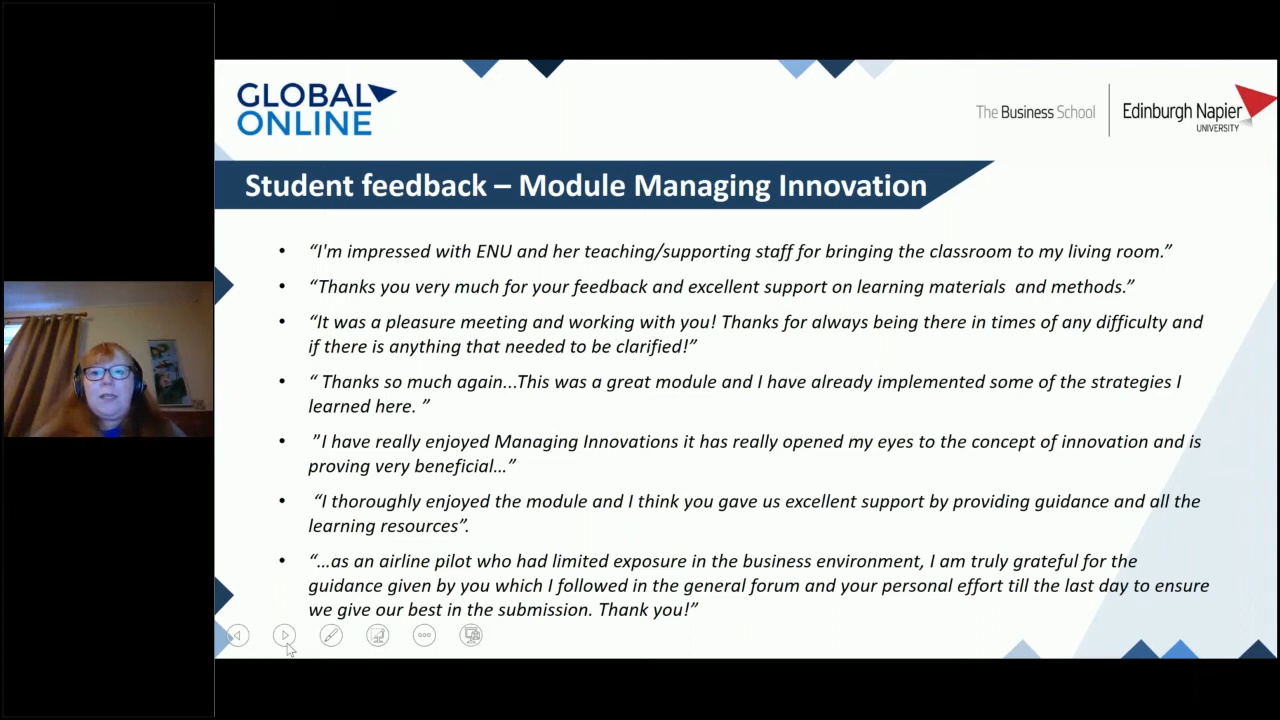 GLOBAL
ONLINE
The Business School
Edinburgh Napier
UNIVERSITY
Student feedback – Module Managing Innovation
• “I'm impressed with ENU and her teaching/supporting staff for bringing the classroom to my living room.”
• “Thanks you very much for your feedback and excellent support on learning materials  and methods.”
• “It was a pleasure meeting and working with you! Thanks for always being there in times of any difficulty and
if there is anything that needed to be clarified!”
• “ Thanks so much again...This was a great module and I have already implemented some of the strategies I
learned here. ”
• ”I have really enjoyed Managing Innovations it has really opened my eyes to the concept of innovation and is
proving very beneficial…”
• “I thoroughly enjoyed the module and I think you gave us excellent support by providing guidance and all the
learning resources”.
• “…as an airline pilot who had limited exposure in the business environment, I am truly grateful for the
guidance given by you which I followed in the general forum and your personal effort till the last day to ensure
we give our best in the submission. Thank you!”